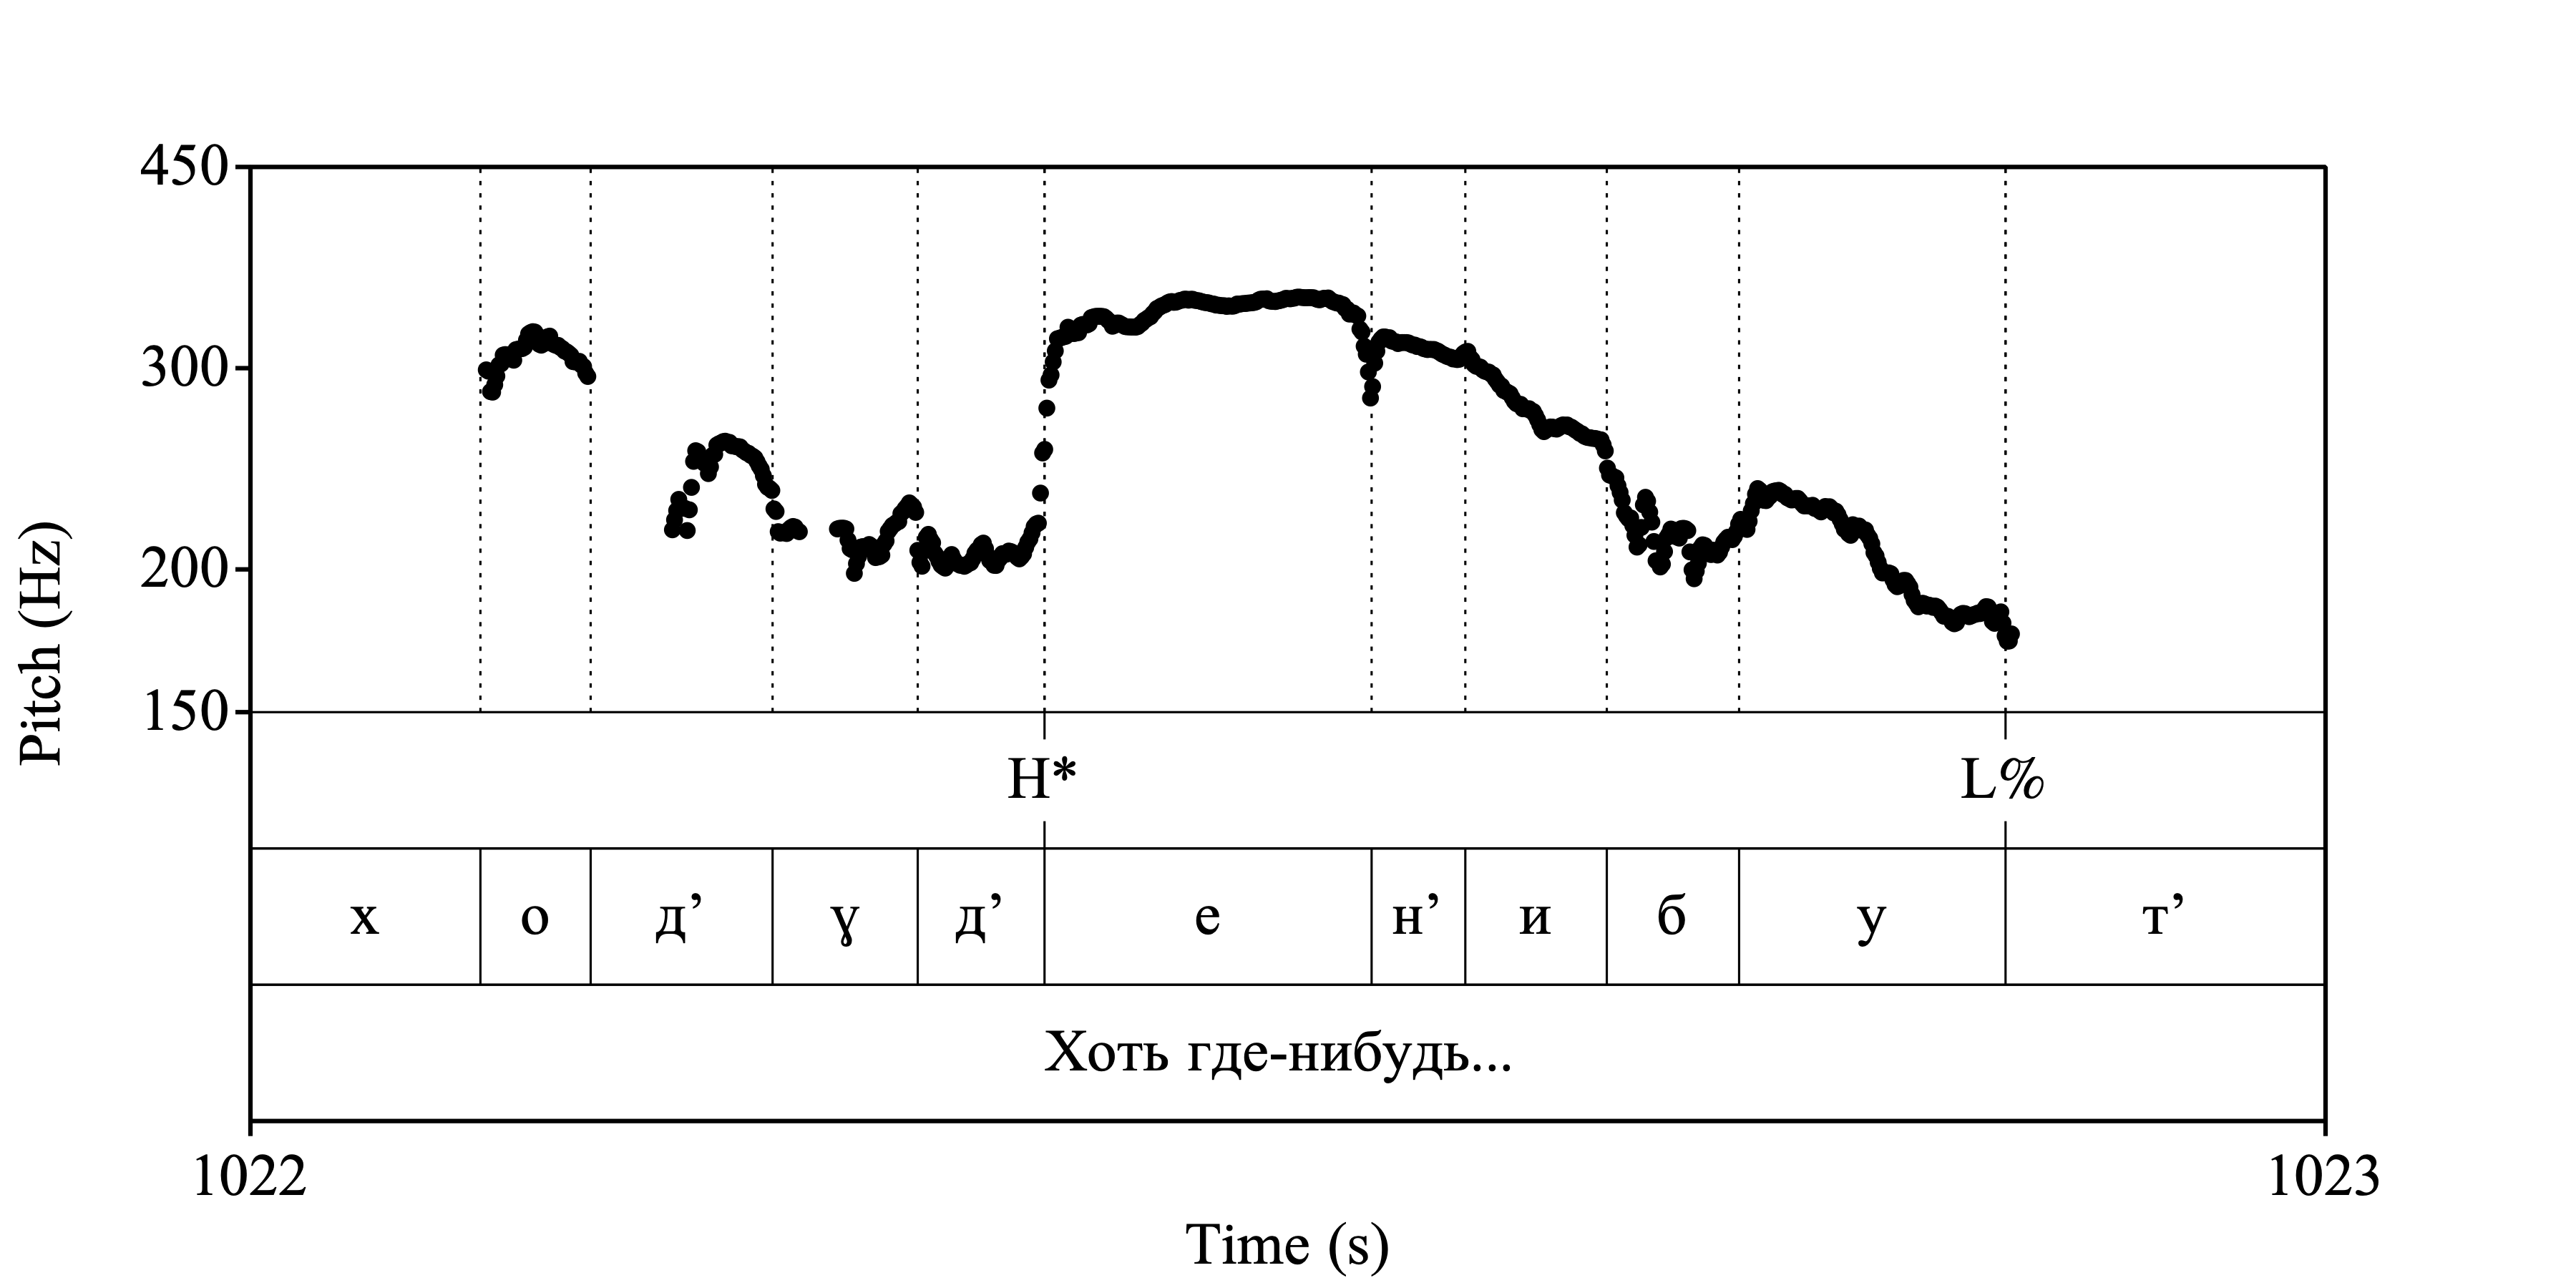 450
300
200
150
Pitch (Hz)
H* L%
х о д’ ɣ д’ е н’ и б у т’
Хоть где-нибудь...
1022 1023
Time (s)